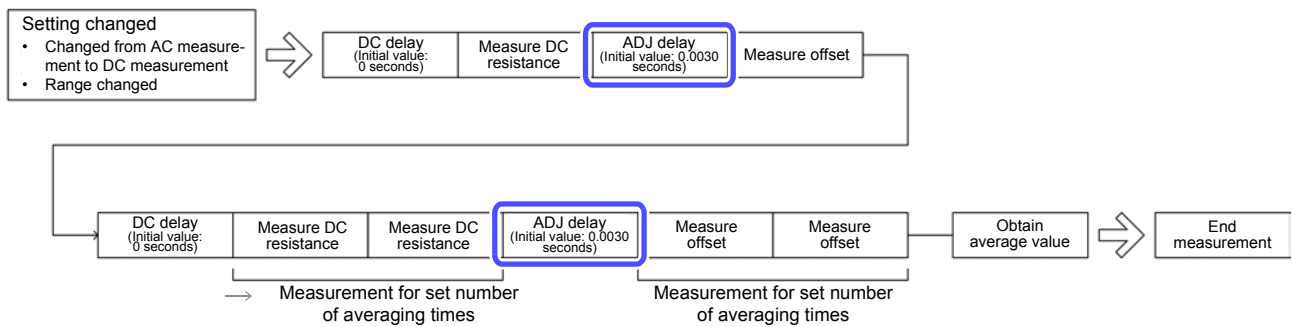 Setting changed
• Changed from AC measure-
ment to DC measurement
• Range changed
DC delay
(Initial value:
0 seconds)
Measure DC
resistance
ADJ delay
(Initial value: 0.0030
seconds)
Measure offset
DC delay
(Initial value:
0 seconds)
Measure DC
resistance
Measure DC
resistance
ADJ delay
(Initial value: 0.0030
seconds)
Measure
offset
Measure
offset
Obtain
average value
End
measurement
Measurement for set number
of averaging times
Measurement for set number
of averaging times